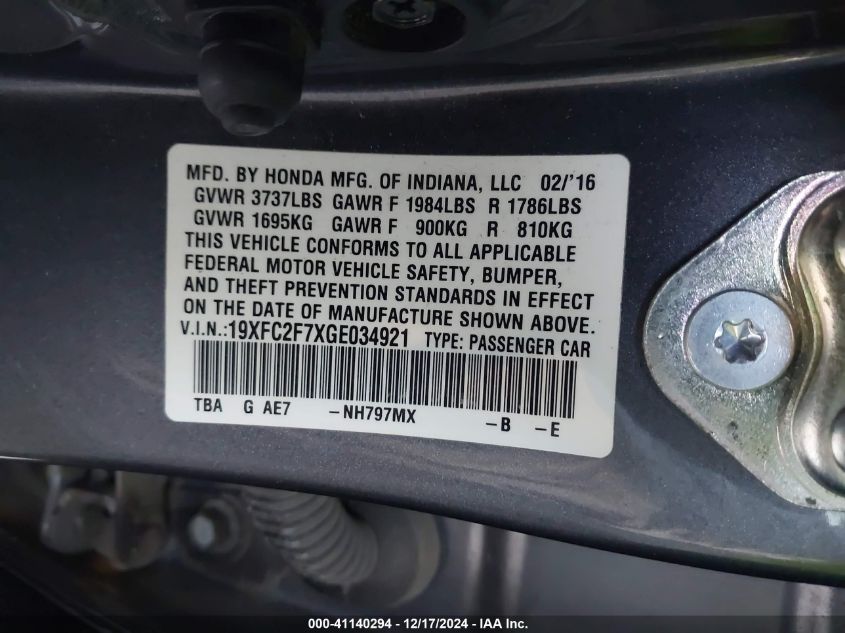 MFD. BY HONDA MFG. OF INDIANA, LLC 02/'16
GVWR 3737LBS GAWR F 1984LBS R 1786LBS
GVWR 1695KG GAWR F 900KG R 810KG
THIS VEHICLE CONFORMS TO ALL APPLICABLE
FEDERAL MOTOR VEHICLE SAFETY, BUMPER,
AND THEFT PREVENTION STANDARDS IN EFFECT
ON THE DATE OF MANUFACTURE SHOWN ABOVE.
V.I.N.:19XFC2F7XGE034921 TYPE: PASSENGER CAR
TBA G AE7 -NH797MX -B -E
000-41140294 - 12/17/2024 - IAA Inc.